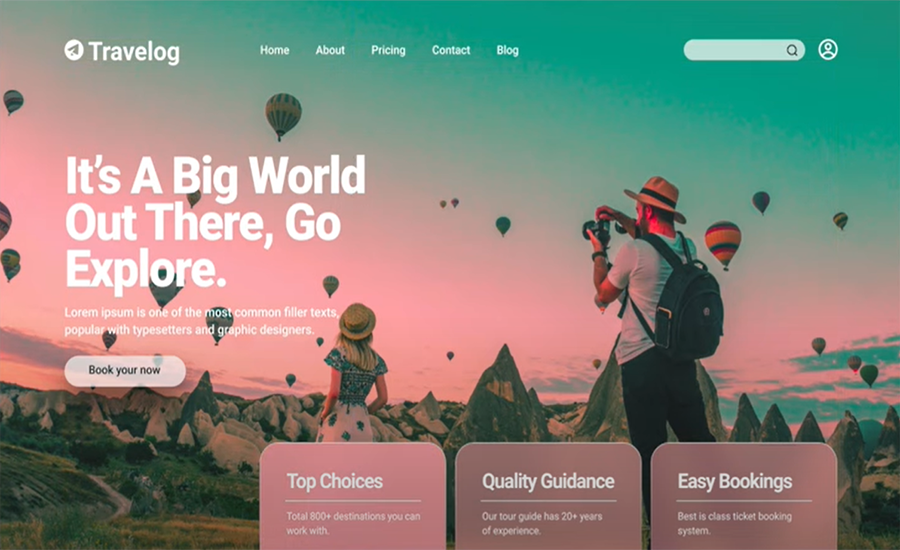 Travelog
Home About Pricing Contact Blog
It's A Big World
Out There, Go
Explore.
Lorem ipsum is one of the most common filler texts,
popular with typesetters and graphic designers.
Book your now
Top Choices
Total 800+ destinations you can
work with.
Quality Guidance
Our tour guide has 20+ years
of experience.
Easy Bookings
Best is class ticket booking
system.